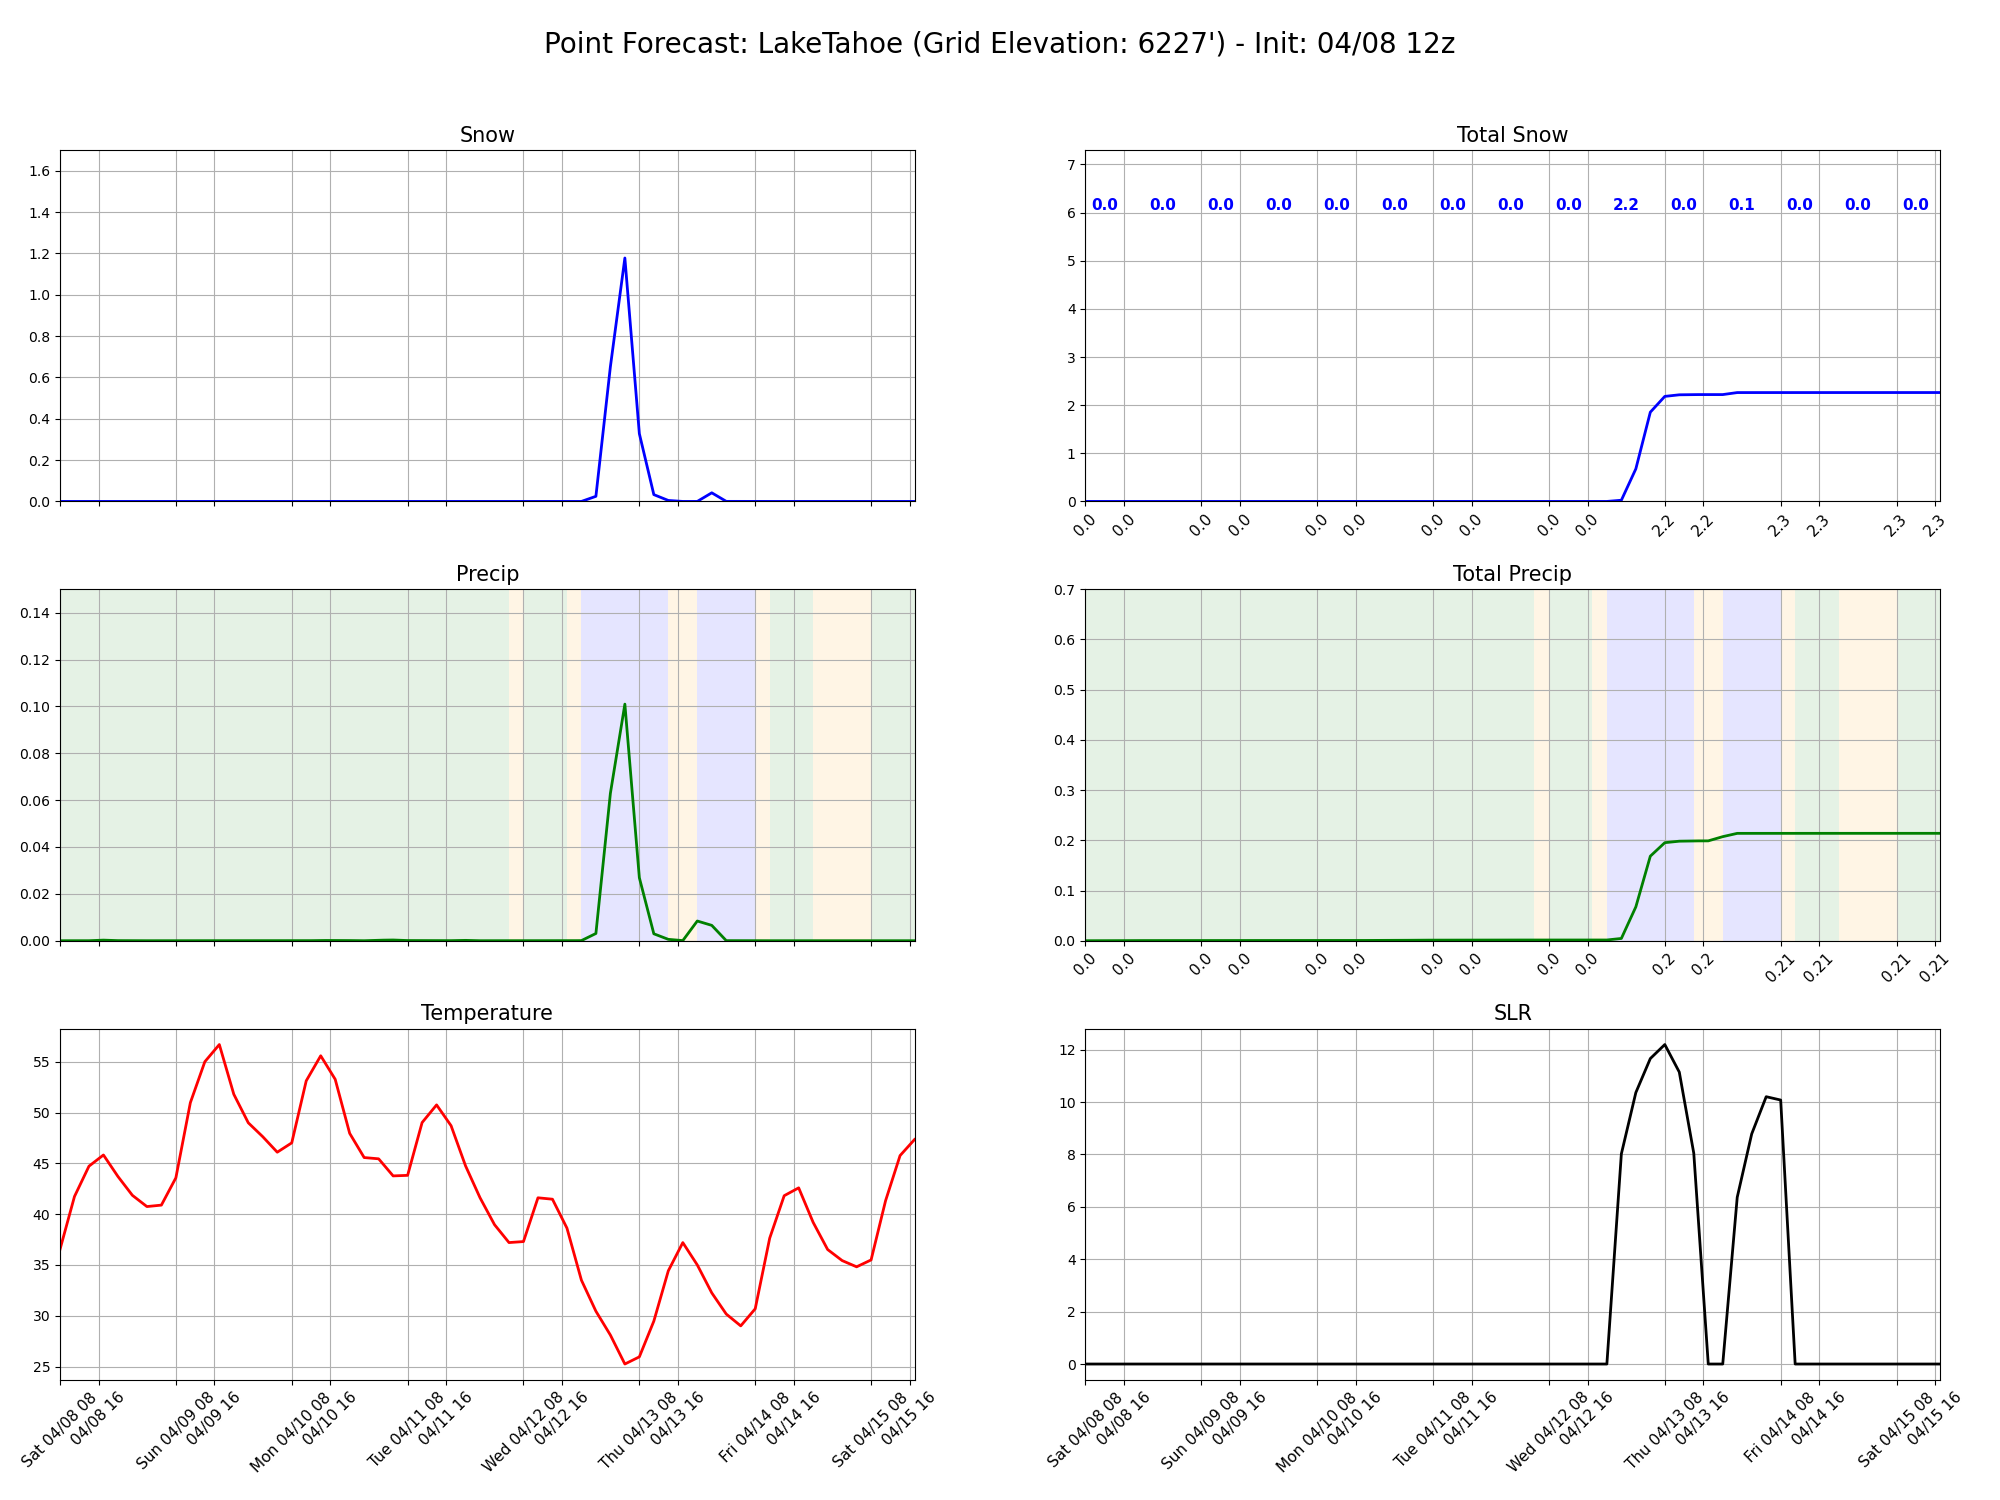 Point Forecast: LakeTahoe (Grid Elevation: 6227') - Init: 04/08 12z
Snow
1.6
1.4
1.2
1.0
0.8
0.6
0.4
0.2
0.0
Total Snow
7
6
5
4
3
2
1
0
0.0 0.0 0.0 0.0 0.0 0.0 0.0 0.0 0.0 2.2 0.0 0.1 0.0 0.0 0.0
0.0 0.0 0.0 0.0 0.0 0.0 0.0 0.0 0.0 0.0 2.2 2.2 2.3 2.3 2.3 2.3
Precip
0.14
0.12
0.10
0.08
0.06
0.04
0.02
0.00
Total Precip
0.7
0.6
0.5
0.4
0.3
0.2
0.1
0.0
0.0 0.0 0.0 0.0 0.0 0.0 0.0 0.0 0.0 0.0 0.2 0.2 0.21 0.21 0.21 0.21
Temperature
55
50
45
40
35
30
25
Sat 04/08 08
04/08 16
Sun 04/09 08
04/09 16
Mon 04/10 08
04/10 16
Tue 04/11 08
04/11 16
Wed 04/12 08
04/12 16
Thu 04/13 08
04/13 16
Fri 04/14 08
04/14 16
Sat 04/15 08
04/15 16
SLR
12
10
8
6
4
2
0
Sat 04/08 08
04/08 16
Sun 04/09 08
04/09 16
Mon 04/10 08
04/10 16
Tue 04/11 08
04/11 16
Wed 04/12 08
04/12 16
Thu 04/13 08
04/13 16
Fri 04/14 08
04/14 16
Sat 04/15 08
04/15 16